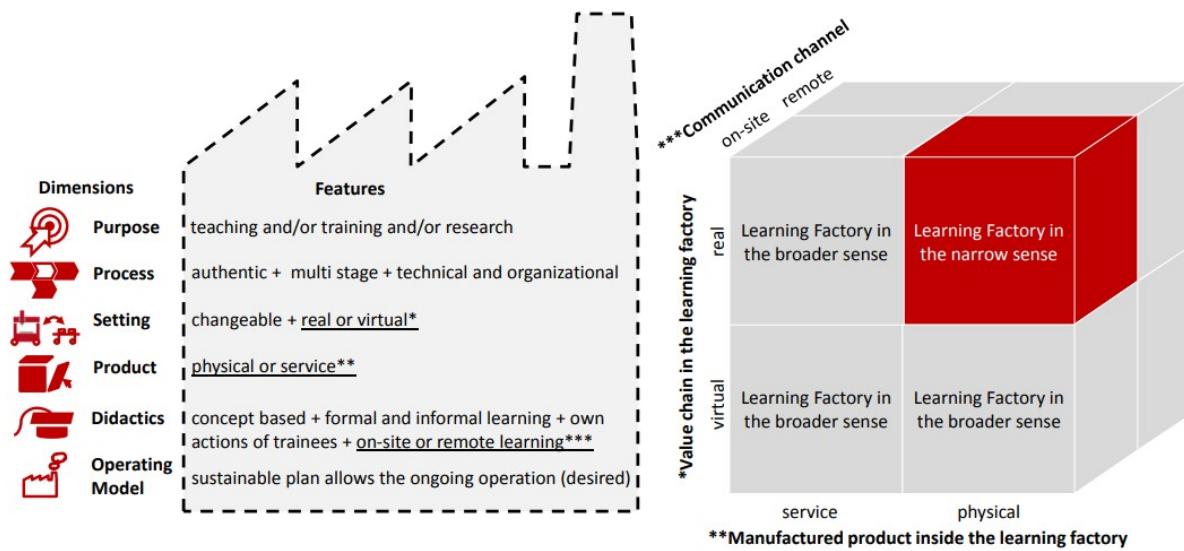 Dimensions
Features
Purpose
teaching and/or training and/or research
Process
authentic + multi stage + technical and organizational
Setting
changeable + real or virtual*
Product
physical or service**
Didactics
concept based + formal and informal learning + own
actions of trainees + on-site or remote learning***
Operating
Model
sustainable plan allows the ongoing operation (desired)
***Communication channel
on-site
remote
*Value chain in the learning factory
real
virtual
Learning Factory in
the broader sense
Learning Factory in
the narrow sense
Learning Factory in
the broader sense
Learning Factory in
the broader sense
service
physical
**Manufactured product inside the learning factory